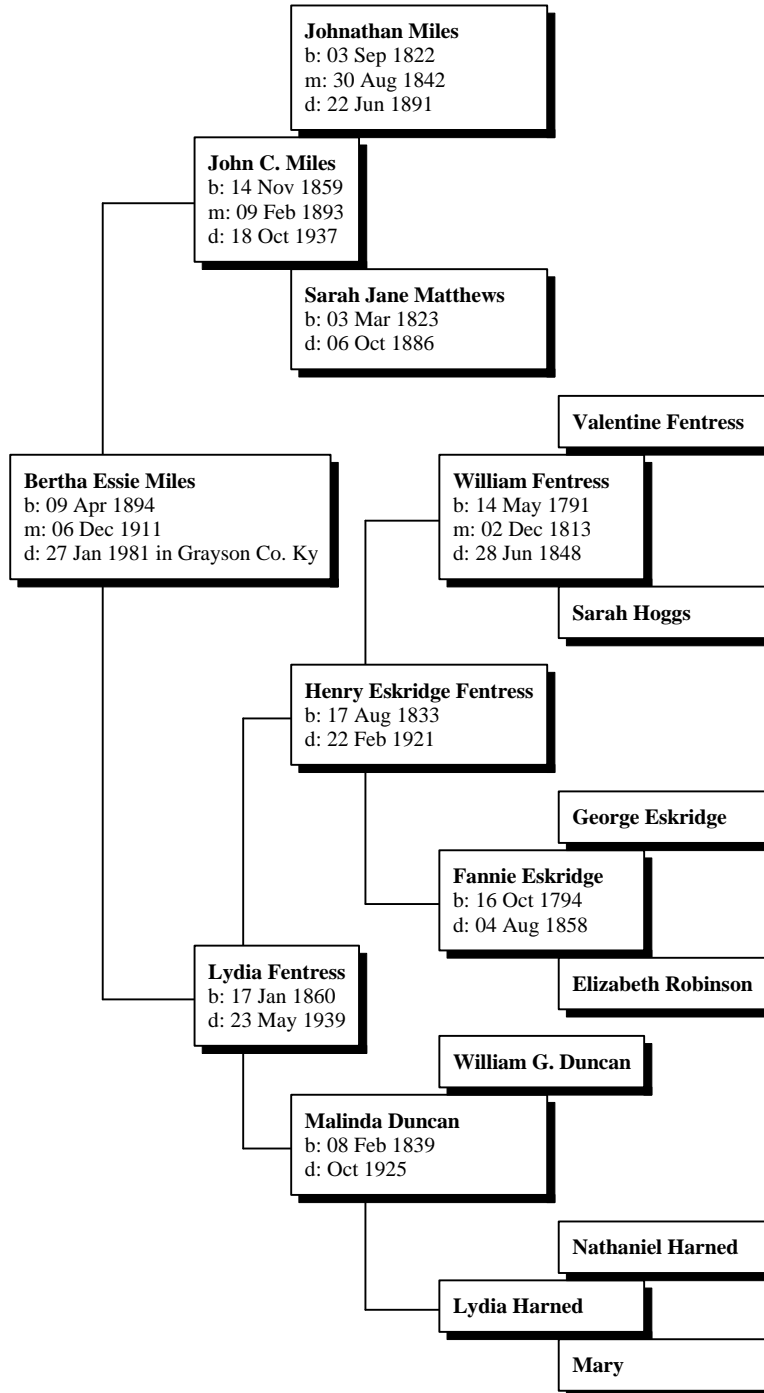 Johnathan Miles
b: 03 Sep 1822
m: 30 Aug 1842
d: 22 Jun 1891
John C. Miles
b: 14 Nov 1859
m: 09 Feb 1893
d: 18 Oct 1937
Sarah Jane Matthews
b: 03 Mar 1823
d: 06 Oct 1886
Valentine Fentress
Bertha Essie Miles
b: 09 Apr 1894
m: 06 Dec 1911
d: 27 Jan 1981 in Grayson Co. Ky
William Fentress
b: 14 May 1791
m: 02 Dec 1813
d: 28 Jun 1848
Sarah Hoggs
Henry Eskridge Fentress
b: 17 Aug 1833
d: 22 Feb 1921
George Eskridge
Fannie Eskridge
b: 16 Oct 1794
d: 04 Aug 1858
Lydia Fentress
b: 17 Jan 1860
d: 23 May 1939
Elizabeth Robinson
William G. Duncan
Malinda Duncan
b: 08 Feb 1839
d: Oct 1925
Nathaniel Harned
Lydia Harned
Mary